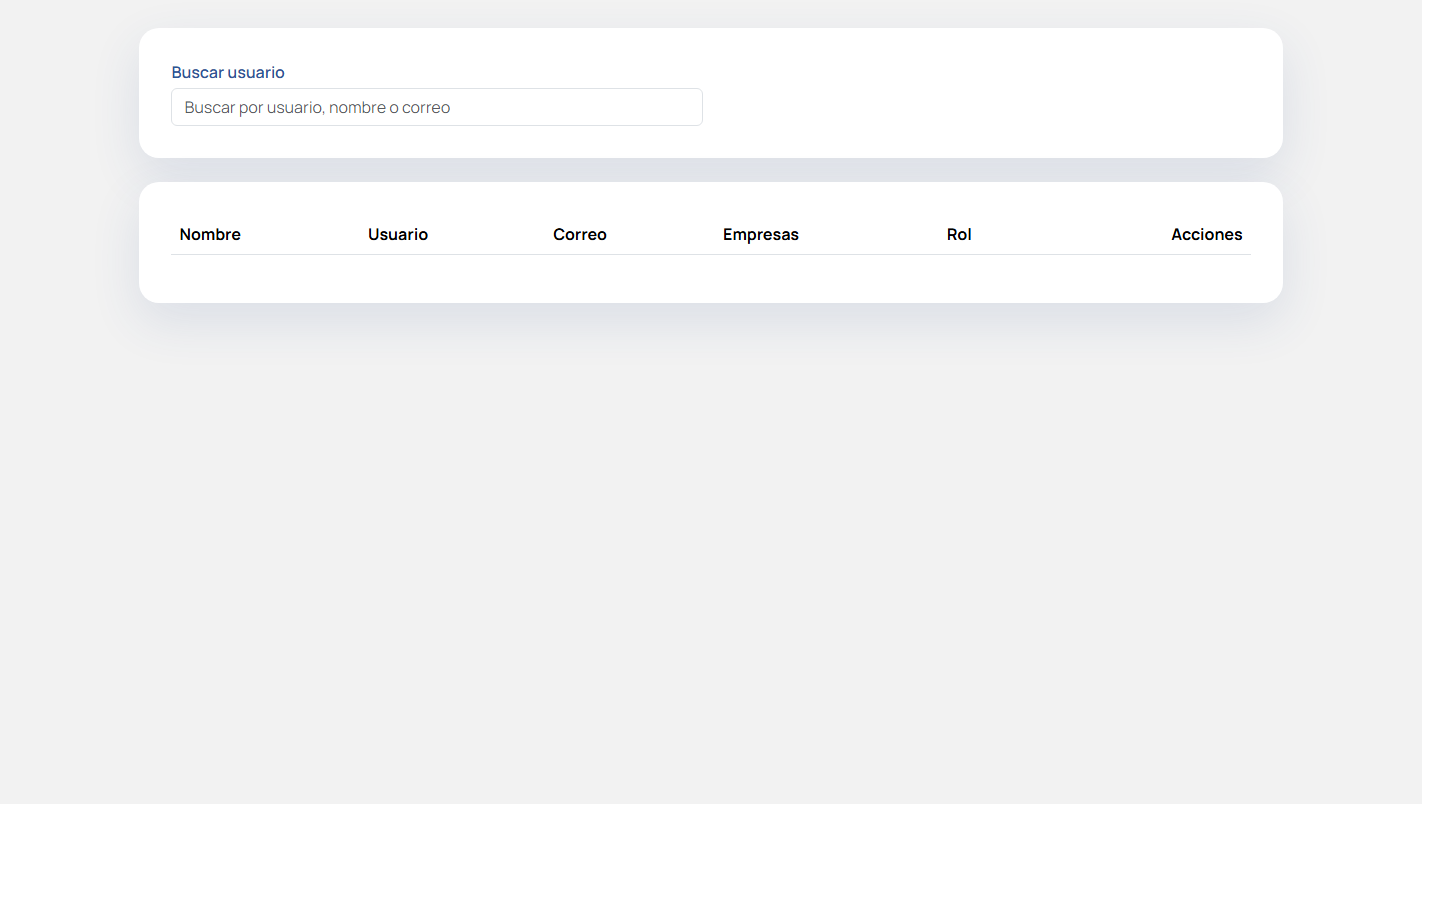 Buscar usuario
Buscar por usuario, nombre o correo
Nombre Usuario Correo Empresas Rol Acciones